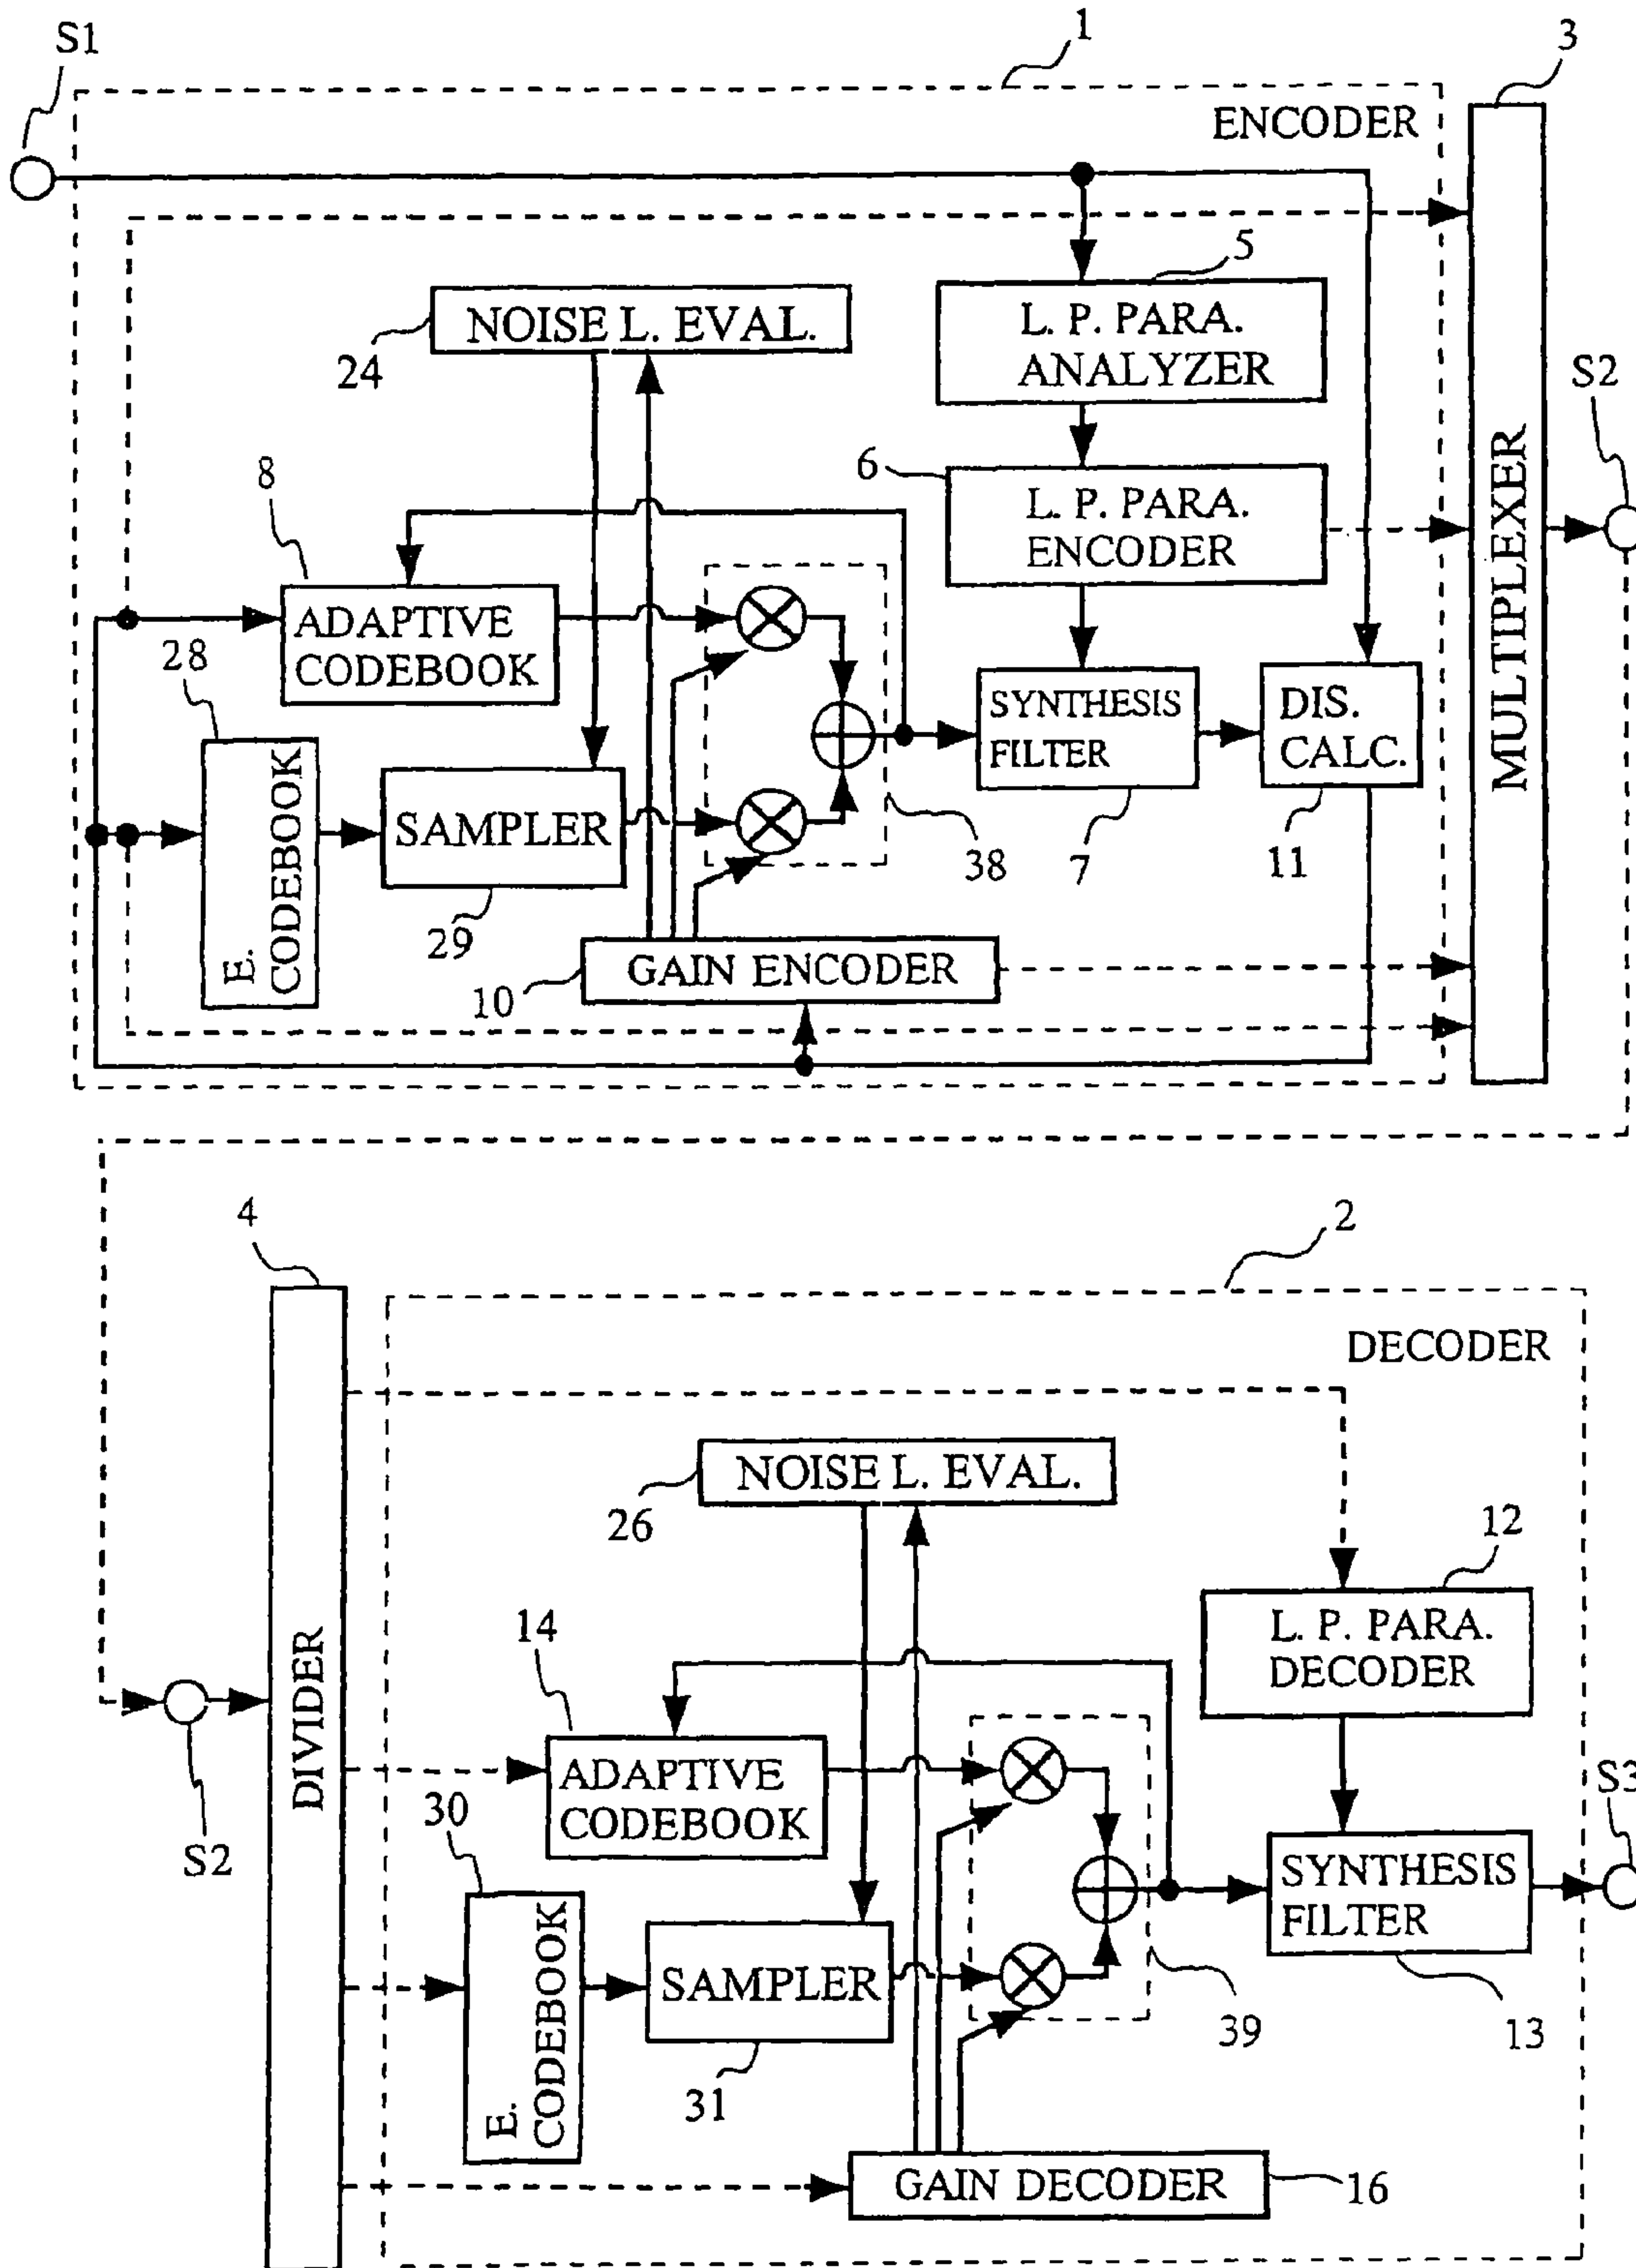 S1
1
3
ENCODER
5
NOISE L. EVAL.
24
L. P. PARA.
ANALYZER
S2
6
L. P. PARA.
ENCODER
8
ADAPTIVE
CODEBOOK
28
E.
CODEBOOK
SAMPLER
29
SYNTHESIS
FILTER
7
DIS.
CALC.
11
38
MULTIPLEXER
GAIN ENCODER
10
4
2
DECODER
NOISE L. EVAL.
26
12
L. P. PARA.
DECODER
14
ADAPTIVE
CODEBOOK
DIVIDER
S2
30
E.
CODEBOOK
SAMPLER
31
S3
SYNTHESIS
FILTER
39
13
GAIN DECODER
16